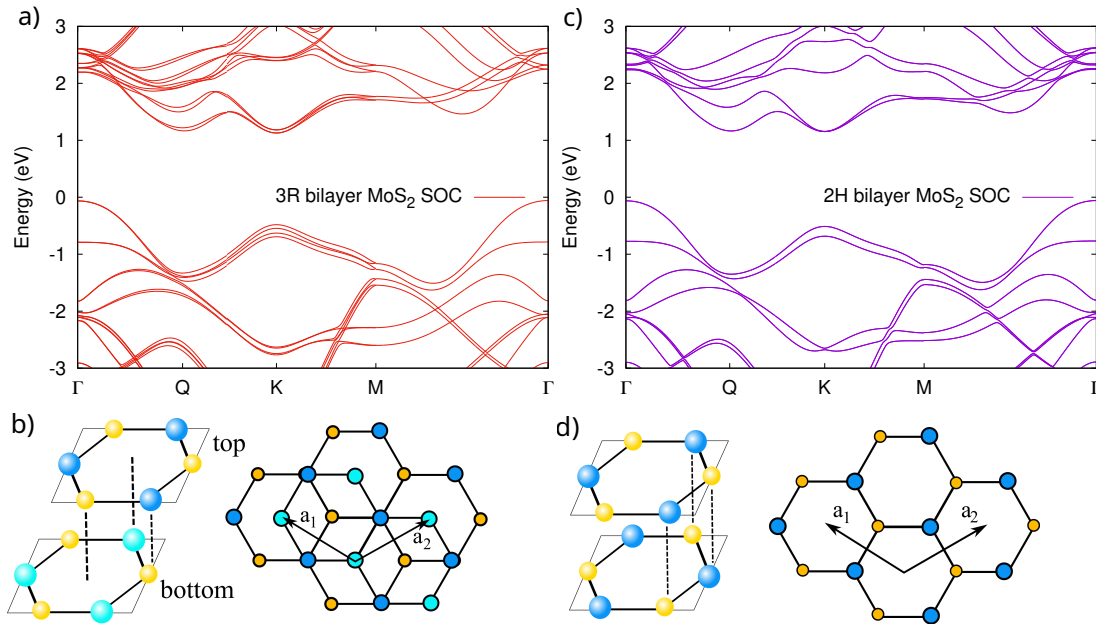 a)
3
2
1
0
-1
-2
-3
Energy (eV)
3R bilayer MoS2 SOC
Γ Q K M Γ
c)
3
2
1
0
-1
-2
-3
Energy (eV)
2H bilayer MoS2 SOC
Γ Q K M Γ
b)
top
bottom
a1
a2
d)
a1
a2